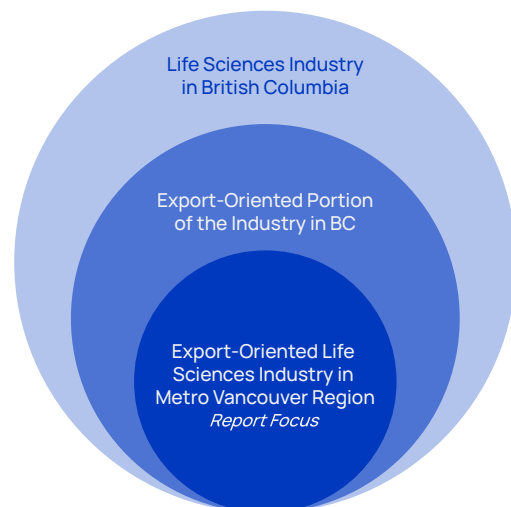 Life Sciences Industry
in British Columbia
Export-Oriented Portion
of the Industry in BC
Export-Oriented Life
Sciences Industry in
Metro Vancouver Region
Report Focus